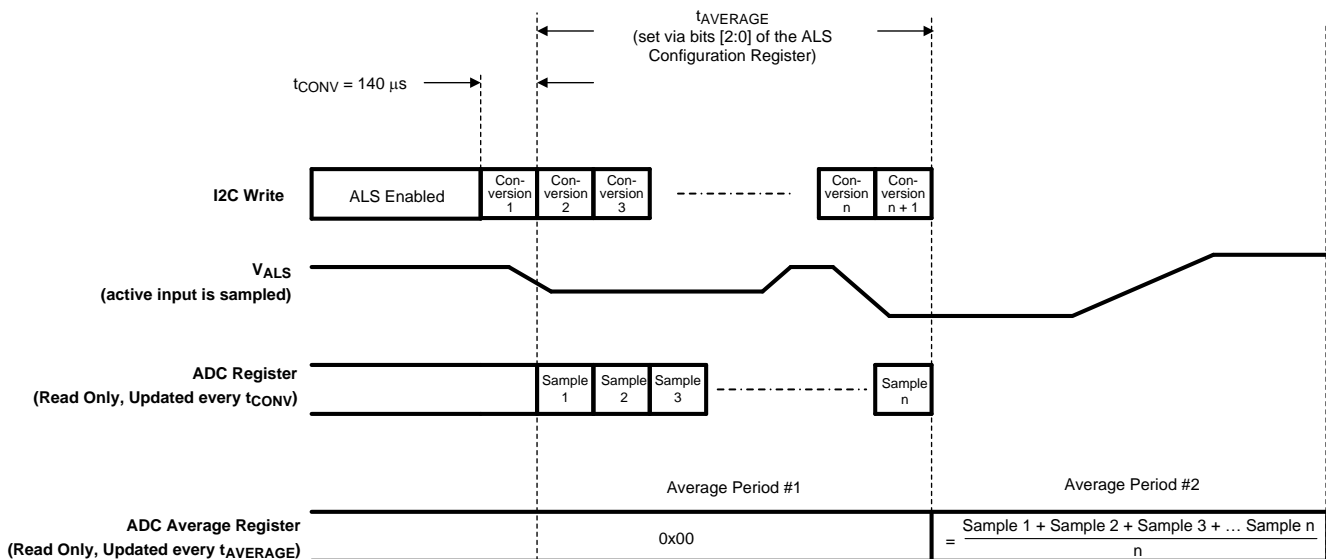 tAVERAGE
(set via bits [2:0] of the ALS
Configuration Register)
tCONV = 140 μs
I2C Write
ALS Enabled
Con-
version
1
Con-
version
2
Con-
version
3
Con-
version
n
Con-
version
n + 1
VALS
(active input is sampled)
ADC Register
(Read Only, Updated every tCONV)
Sample
1
Sample
2
Sample
3
Sample
n
Average Period #1
Average Period #2
ADC Average Register
(Read Only, Updated every tAVERAGE)
0x00
= Sample 1 + Sample 2 + Sample 3 + ... Sample n
n